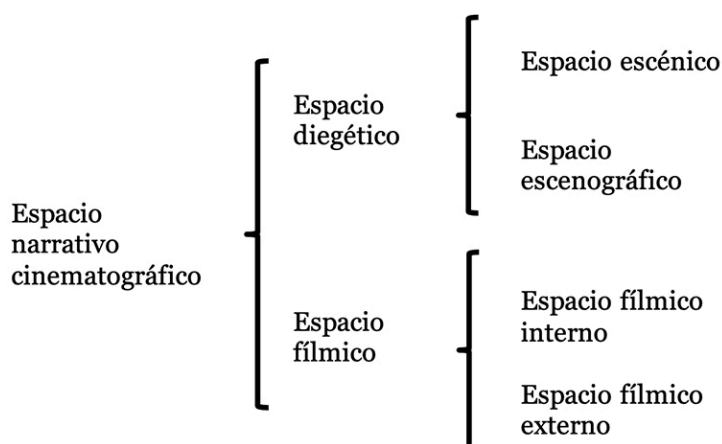 Espacio
narrativo
cinematográfico
Espacio
diegético
Espacio escénico
Espacio
escenográfico
Espacio
fílmico
Espacio fílmico
interno
Espacio fílmico
externo